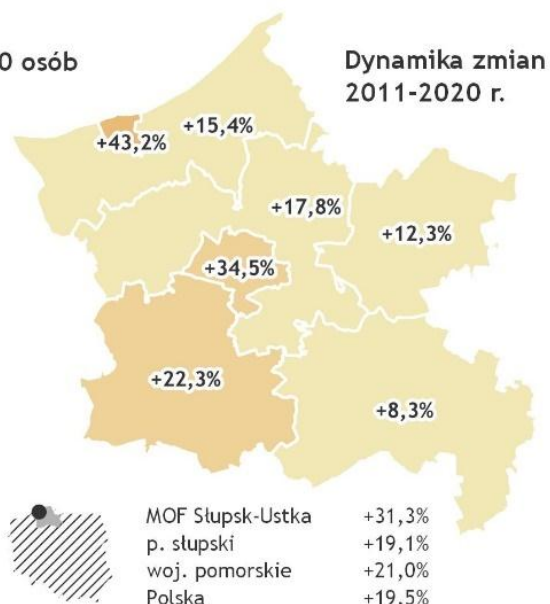 0 osób
Dynamika zmian
2011-2020 r.
+43,2%
+15,4%
+17,8%
+12,3%
+34,5%
+22,3%
+8,3%
MOF Słupsk-Ustka +31,3%
p. słupski +19,1%
woj. pomorskie +21,0%
Polska +19,5%